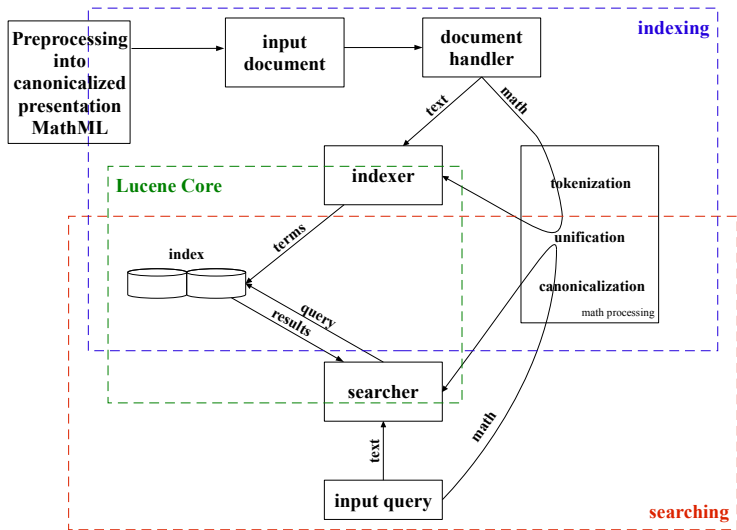 Preprocessing
into
canonicalized
presentation
MathML
input
document
document
handler
indexing
text
math
Lucene Core
indexer
tokenization
terms
index
unification
canonicalization
math processing
query
results
searcher
math
text
input query
searching